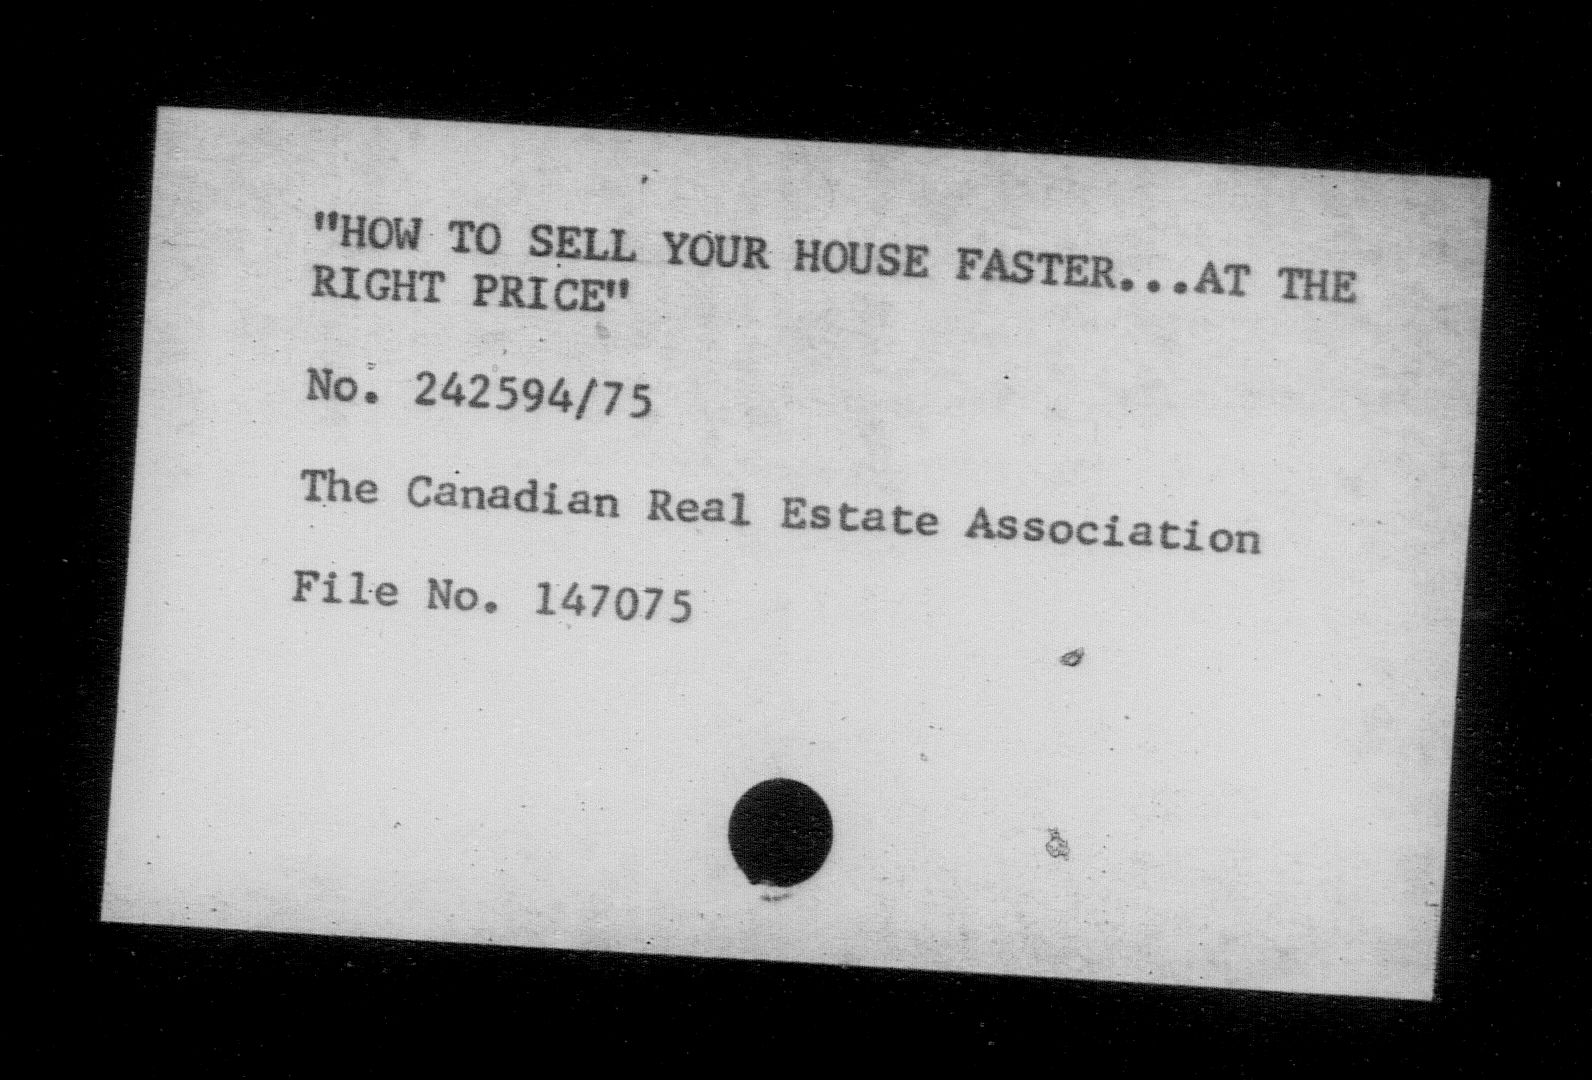 "HOW TO SELL YOUR HOUSE FASTER...AT THE
RIGHT PRICE"
No. 242594/75
The Canadian Real Estate Association
File No. 147075